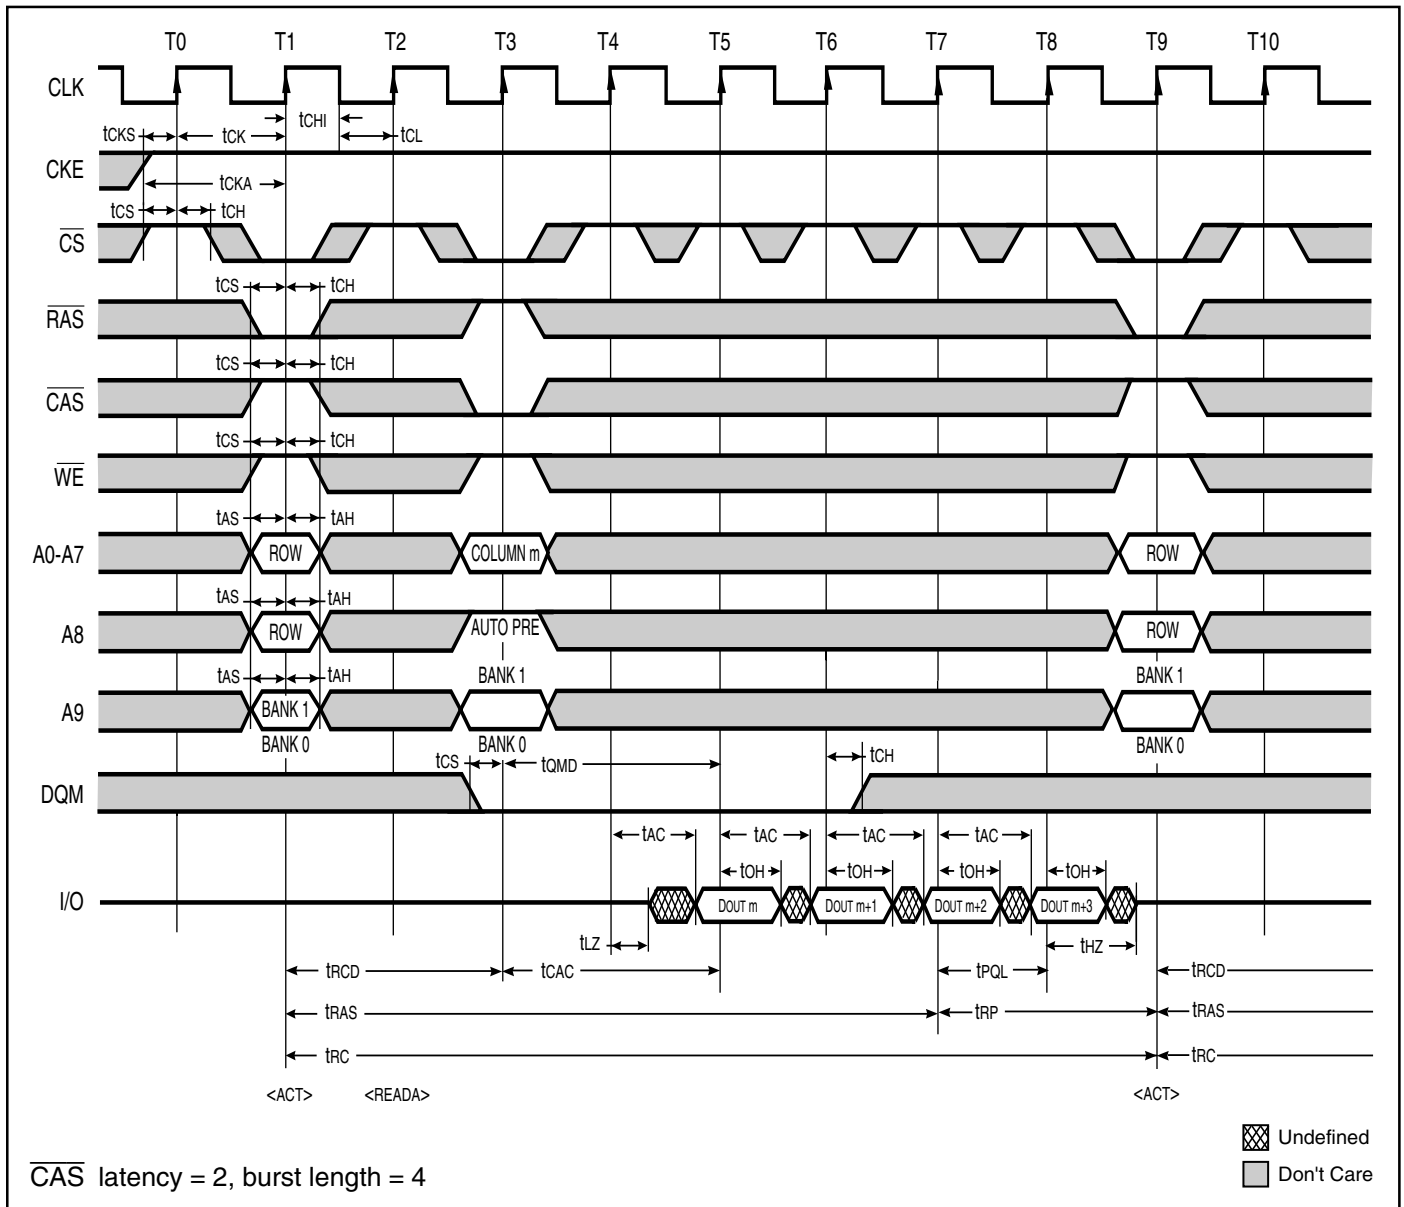 T0 T1 T2 T3 T4 T5 T6 T7 T8 T9 T10
CLK
tCHI
tCKS tCK tCL
CKE
tCKA
tCS tCH
CS
tCS tCH
RAS
tCS tCH
CAS
tCS tCH
WE
tAS tAH
A0-A7 ROW COLUMN m ROW
tAS tAH
A8 ROW AUTO PRE ROW
tAS tAH BANK 1 BANK 1
A9 BANK 1
BANK 0 BANK 0 BANK 0
tCS tQMD tCH
DQM
tAC tAC tAC tAC
tOH tOH tOH tOH
I/O DOUT m DOUT m+1 DOUT m+2 DOUT m+3
tLZ tHZ
tRCD tCAC tPQL tRCD
tRAS tRP tRAS
tRC tRC
<ACT> <READA> <ACT>
Undefined
Don't Care
CAS latency = 2, burst length = 4